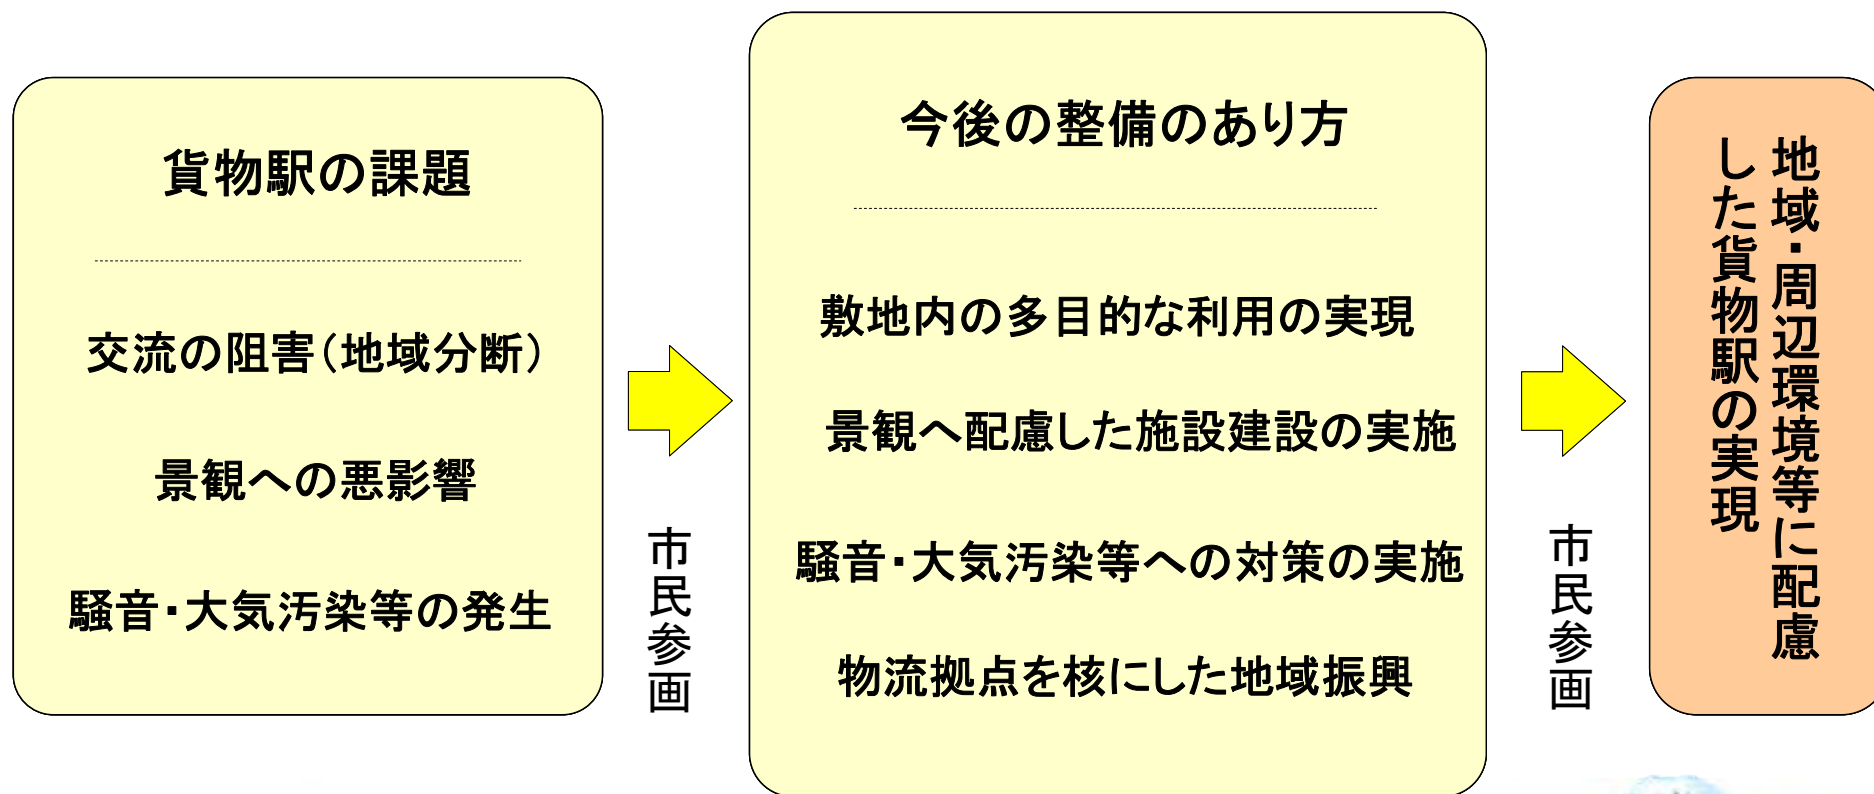 貨物駅の課題
交流の阻害（地域分断）
景観への悪影響
騒音・大気汚染等の発生
市民参画
今後の整備のあり方
敷地内の多目的な利用の実現
景観へ配慮した施設建設の実施
騒音・大気汚染等への対策の実施
物流拠点を核にした地域振興
市民参画
地域・周辺環境等に配慮
した貨物駅の実現